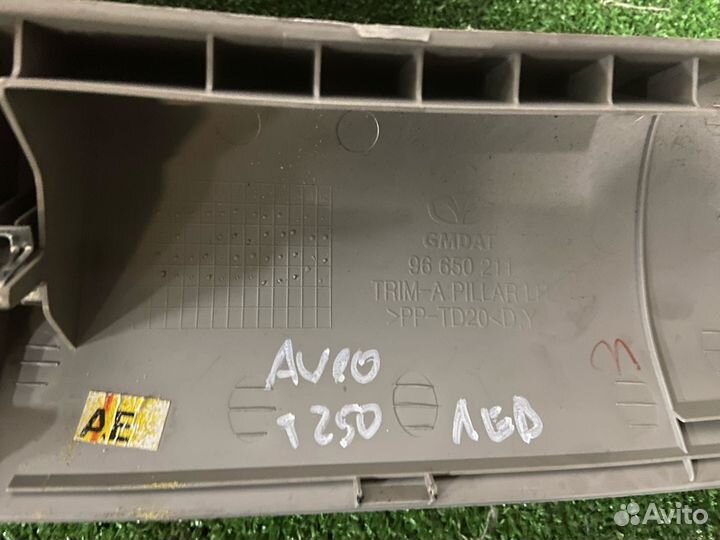 GMDAT
96 650 211
TRIM-A PILLAR LH
>PP-TD20< D.Y
AVEO
T250
ЛЕВ
AE
Avito